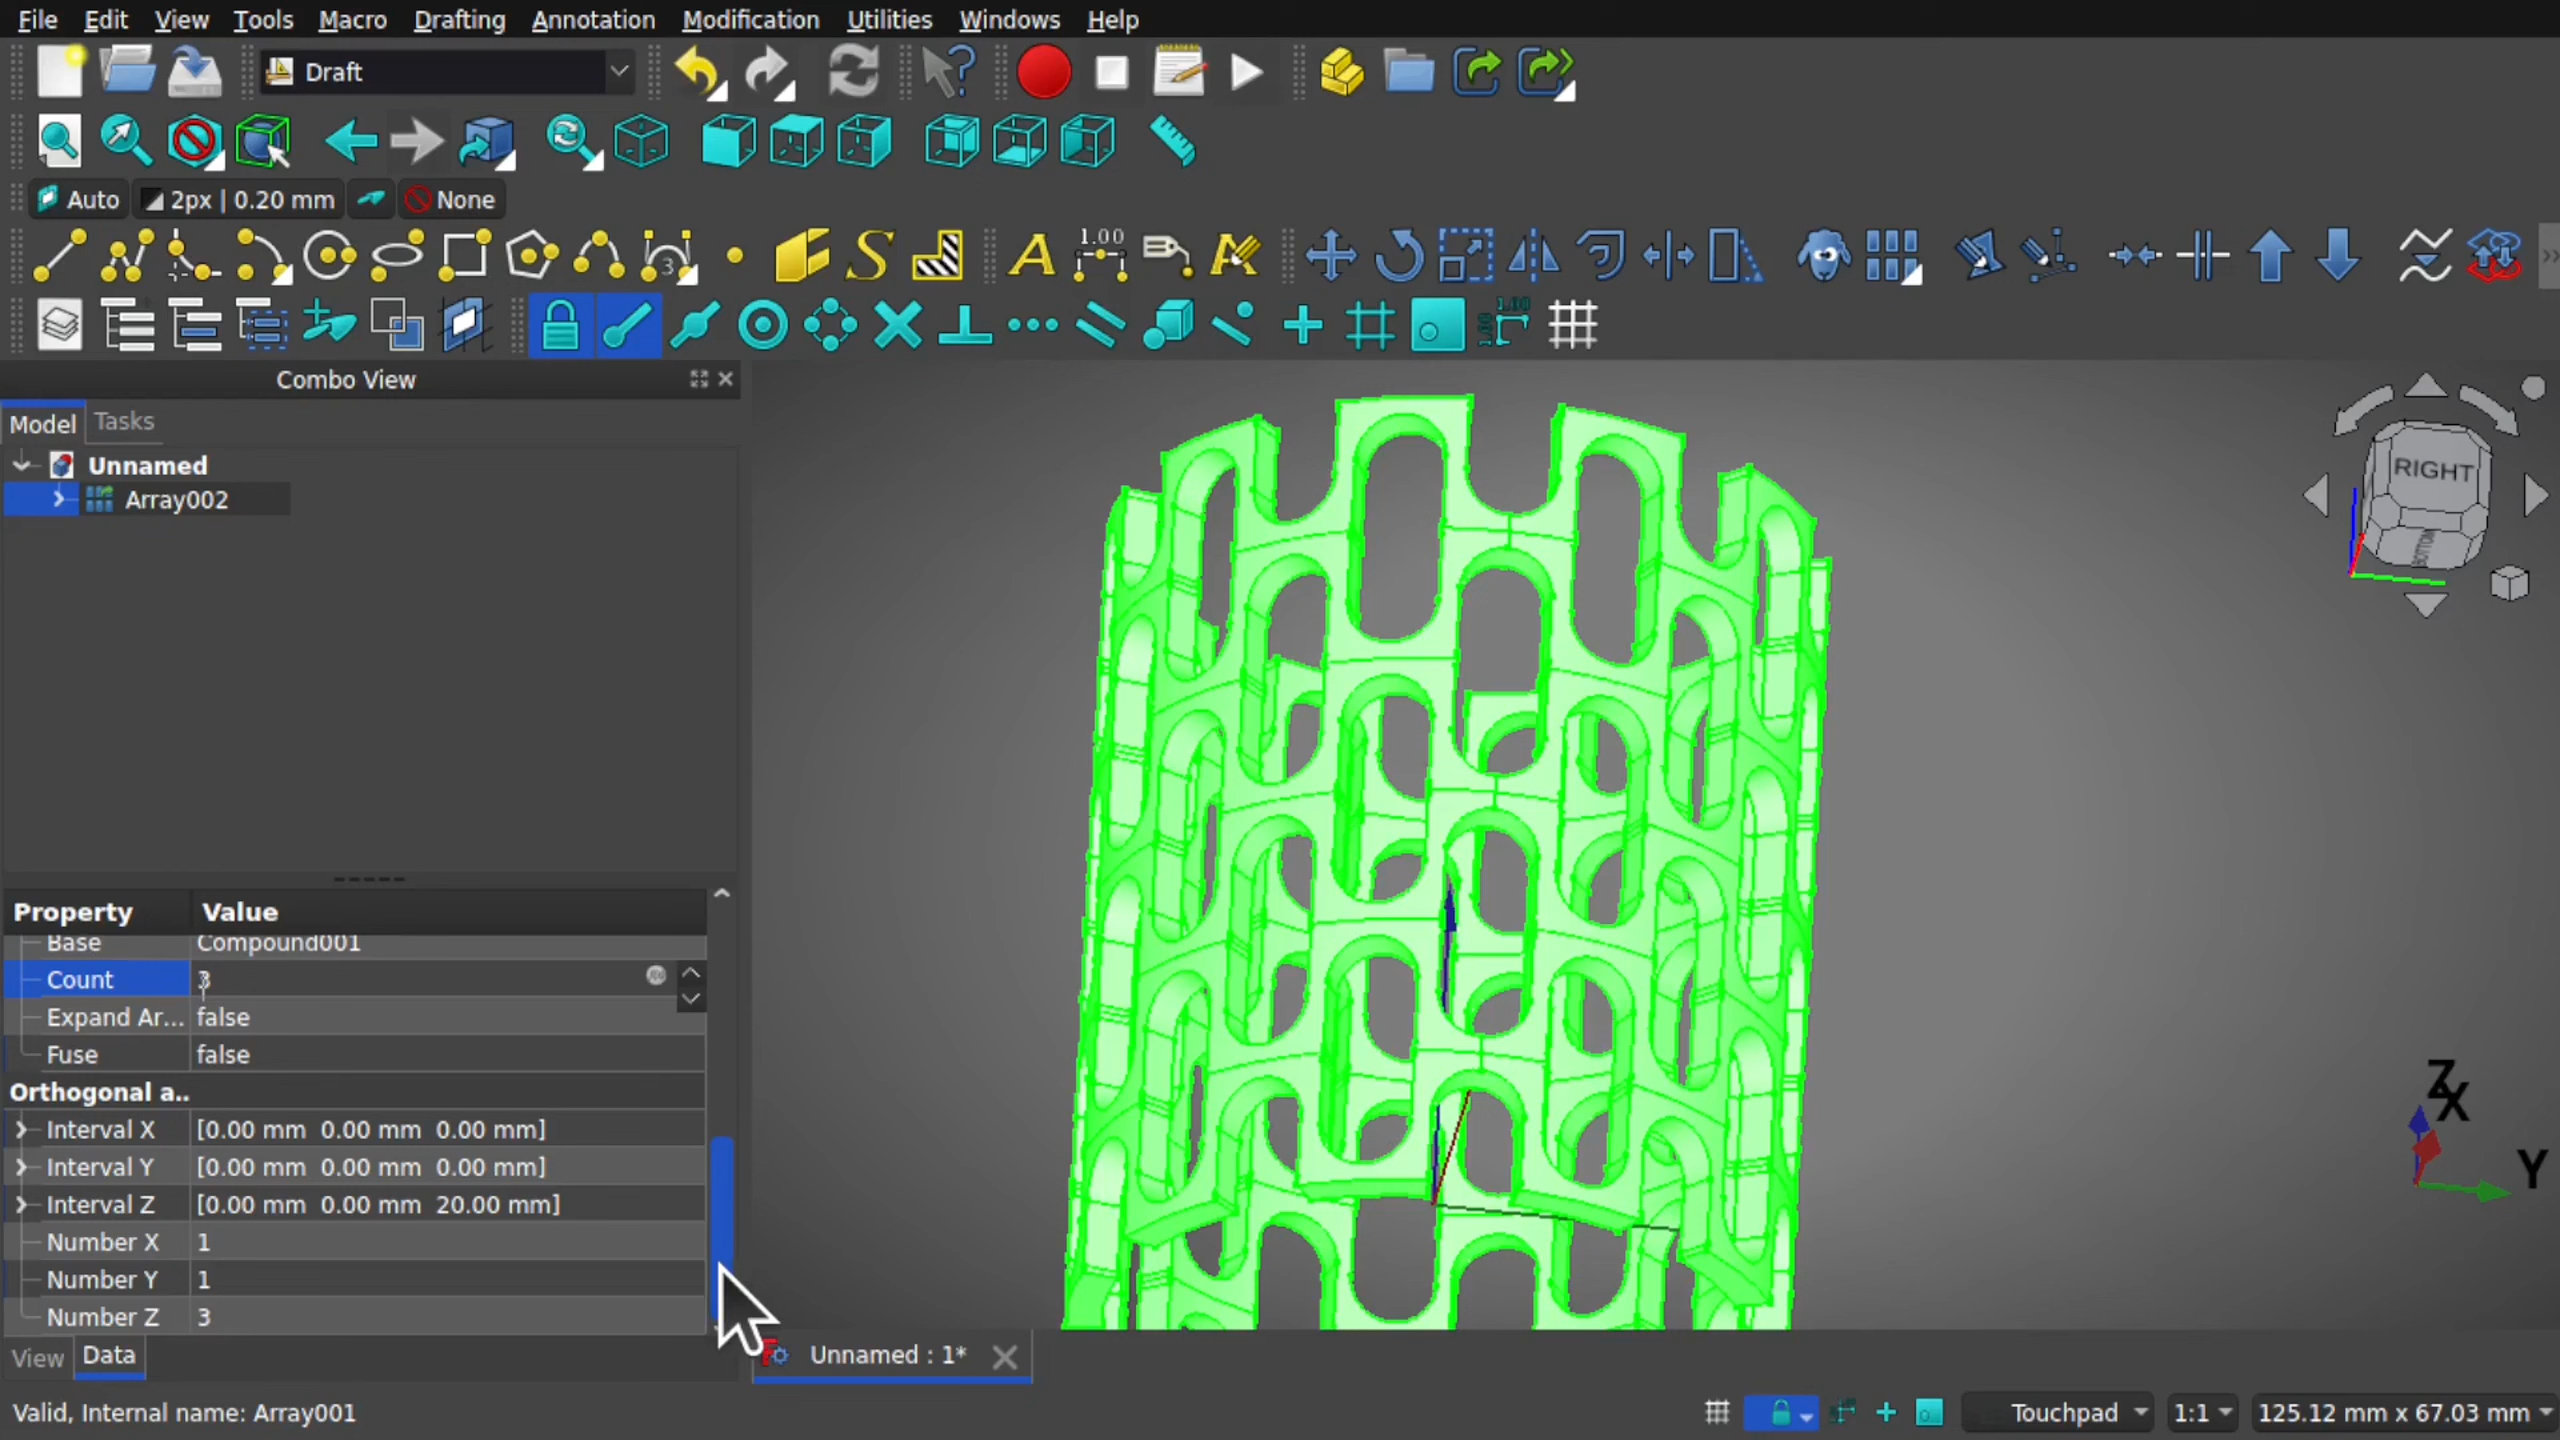 File Edit View Tools Macro Drafting Annotation Modification Utilities Windows Help
Draft
Auto 2px | 0.20 mm None
1.00
3
1.00
Combo View
Model Tasks
Unnamed
Array002
RIGHT
BOTTOM
Property Value
Base Compound001
Count 3
Expand Ar... false
Fuse false
Orthogonal a..
Interval X [0.00 mm 0.00 mm 0.00 mm]
Interval Y [0.00 mm 0.00 mm 0.00 mm]
Interval Z [0.00 mm 0.00 mm 20.00 mm]
Number X 1
Number Y 1
Number Z 3
Z
X
Y
View Data
Unnamed : 1*
Valid, Internal name: Array001
Touchpad 1:1 125.12 mm x 67.03 mm